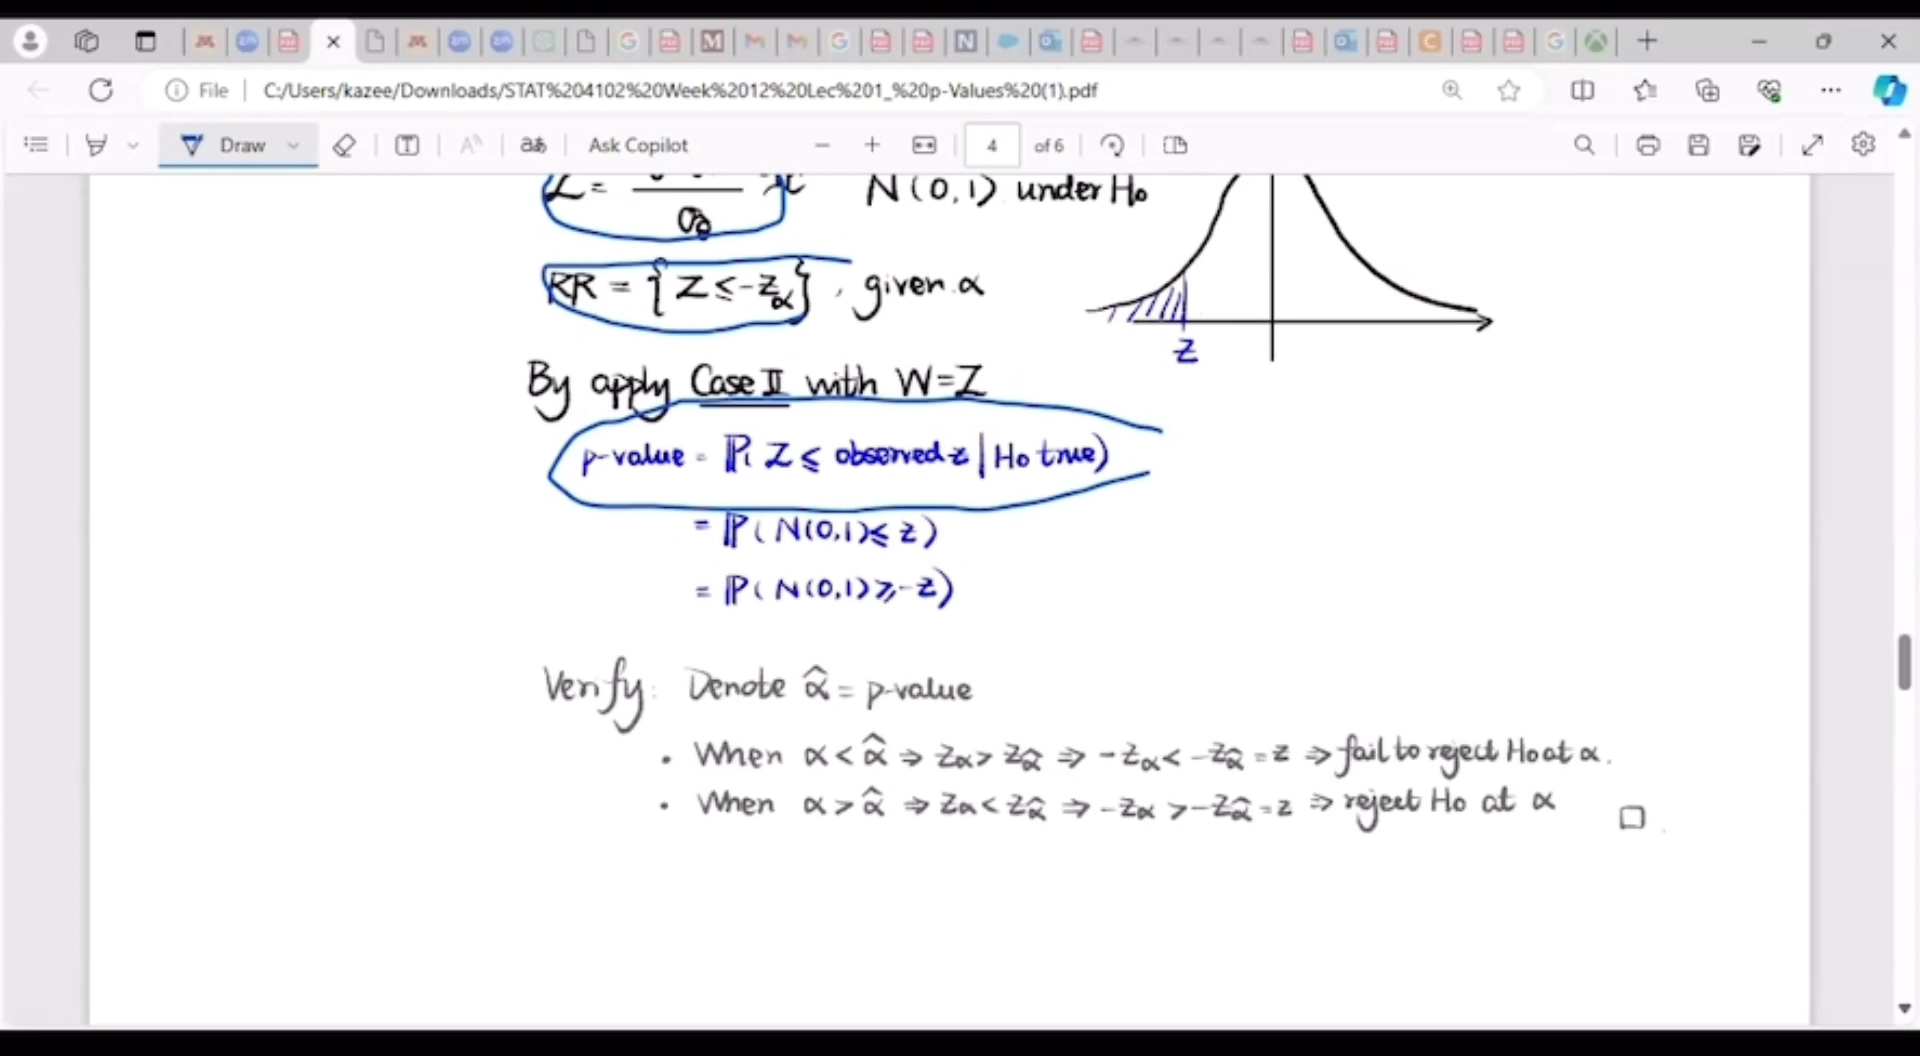 File C:/Users/kazee/Downloads/STAT%204102%20Week%2012%20Lec%201_%20p-Values%20(1).pdf
Draw T aあ Ask Copilot 4 of 6
Z = σ_θ̂ N(0,1) under H₀
RR = {Z ≤ -z_α}, given α
z
By apply Case II with W=Z
p-value = ℙ( Z ≤ observed z | H₀ true)
= ℙ( N(0,1) ≤ z )
= ℙ( N(0,1) ≥ -z)
Verify: Denote α̂ = p-value
• When α < α̂ ⇒ z_α > z_α̂ ⇒ -z_α < -z_α̂ = z ⇒ fail to reject H₀ at α.
• When α > α̂ ⇒ z_α < z_α̂ ⇒ -z_α > -z_α̂ = z ⇒ reject H₀ at α □